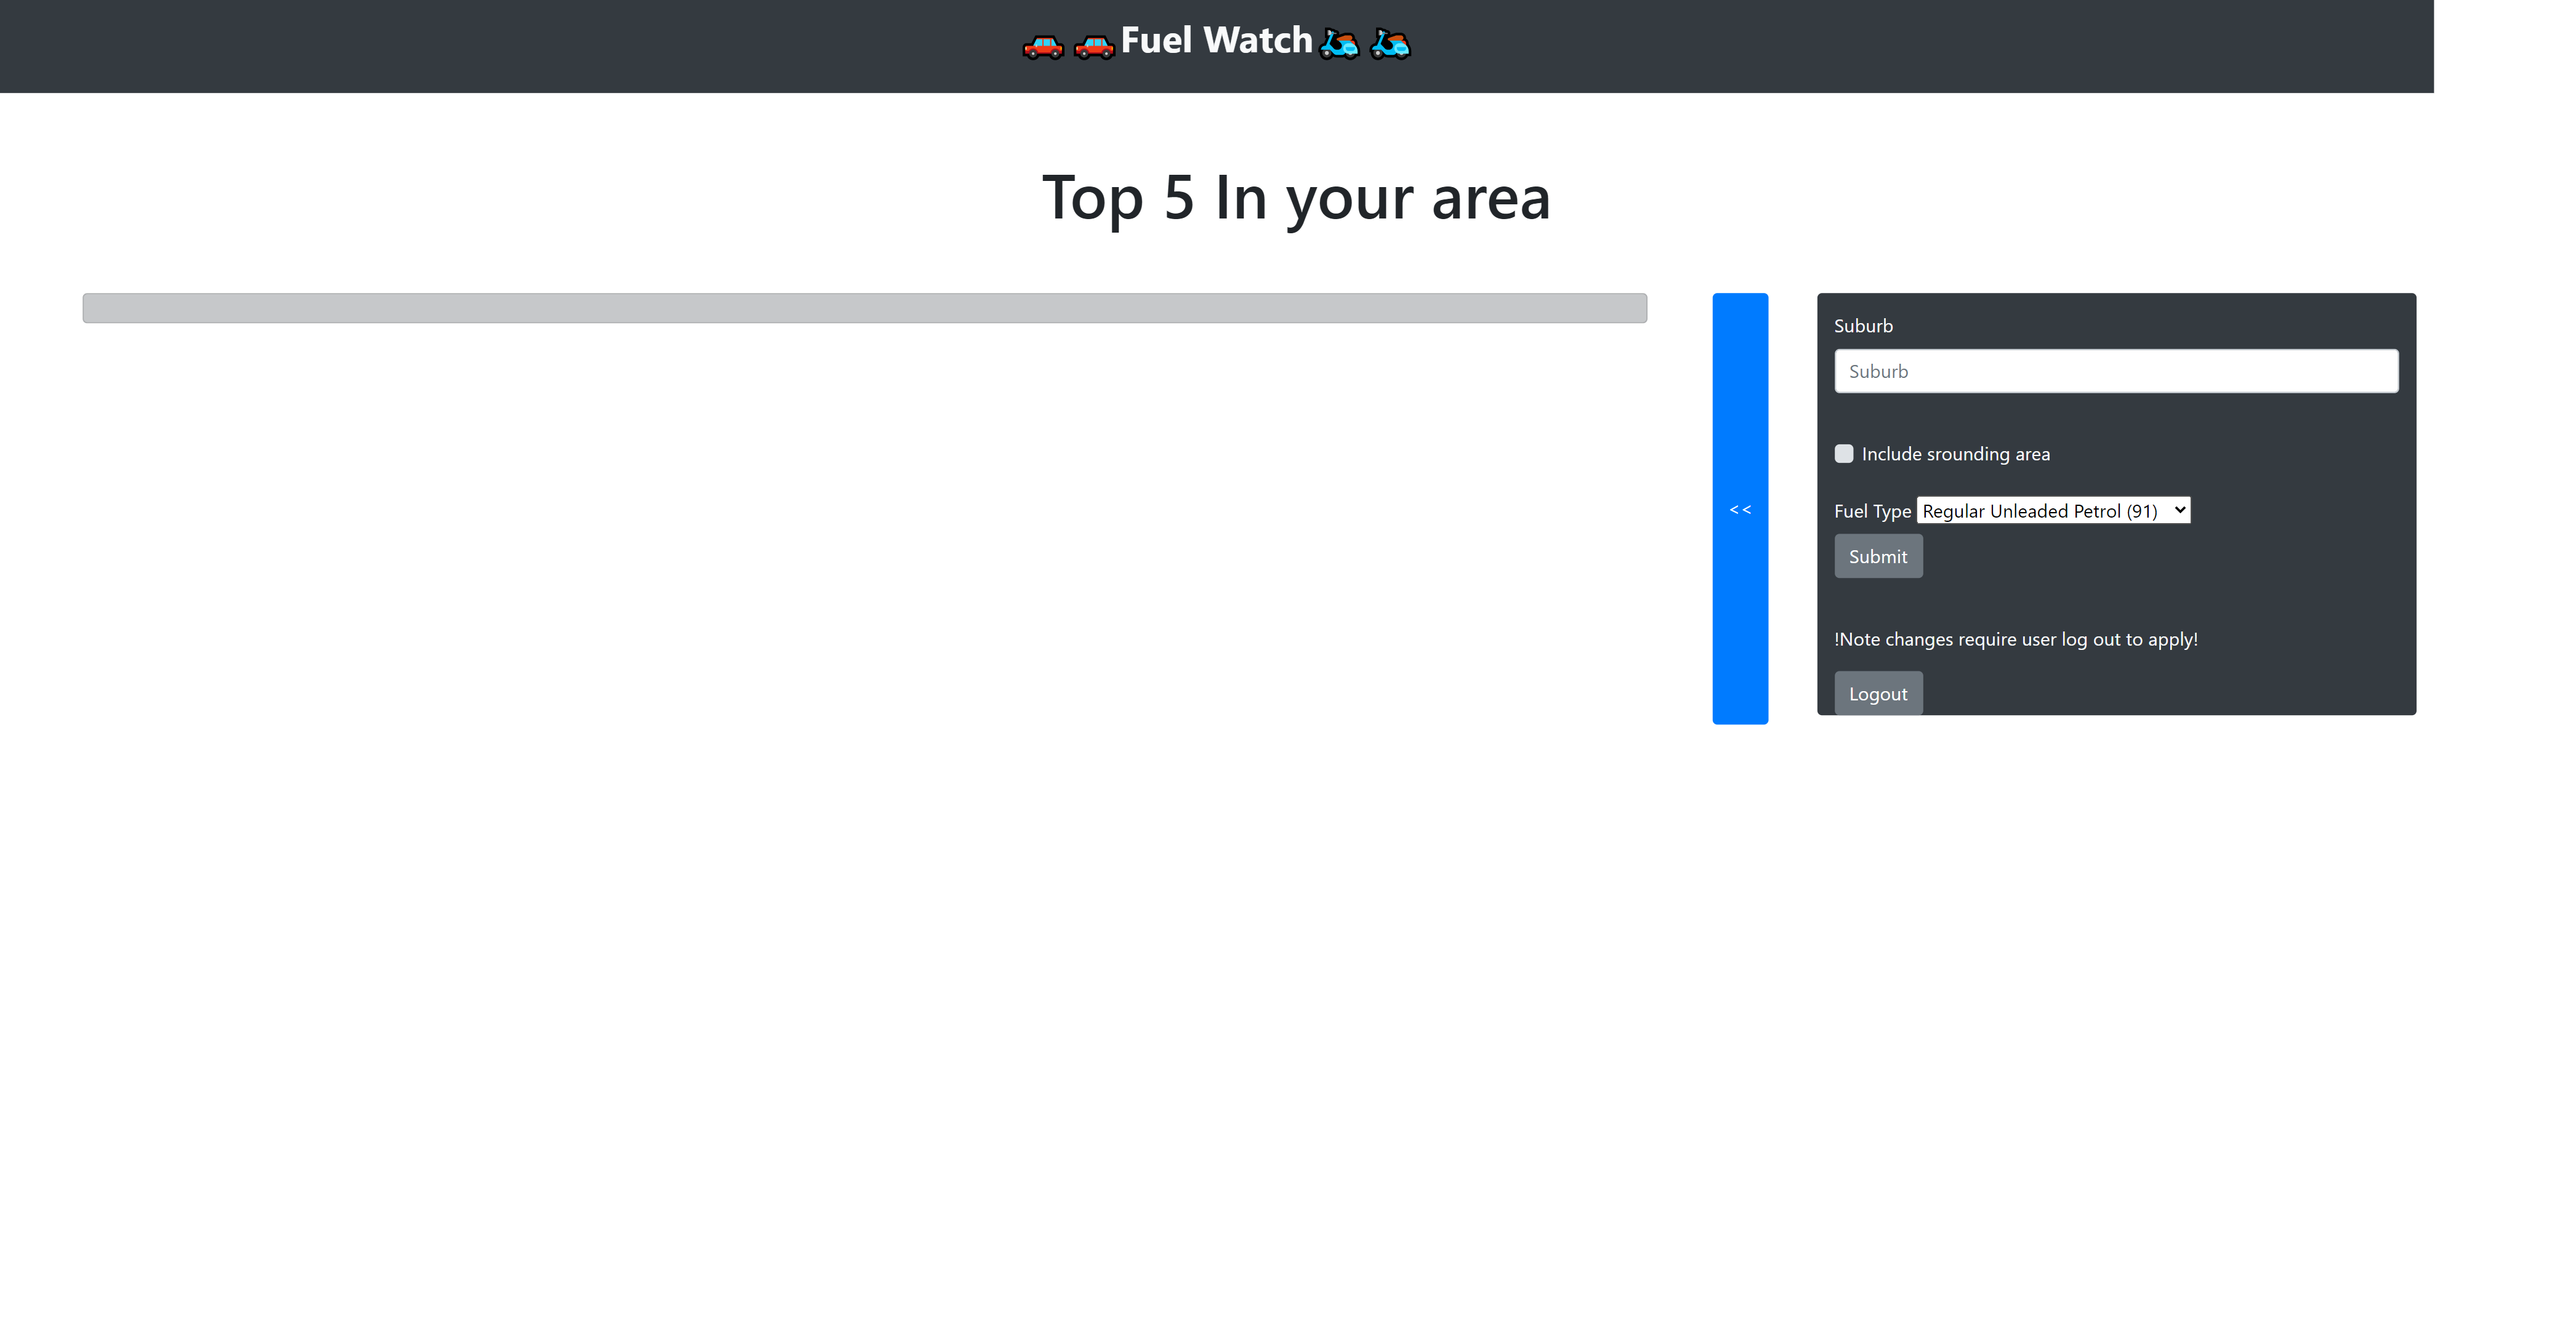 Fuel Watch
Top 5 In your area
<<
Suburb
Suburb
Include srounding area
Fuel Type Regular Unleaded Petrol (91)
Submit
!Note changes require user log out to apply!
Logout